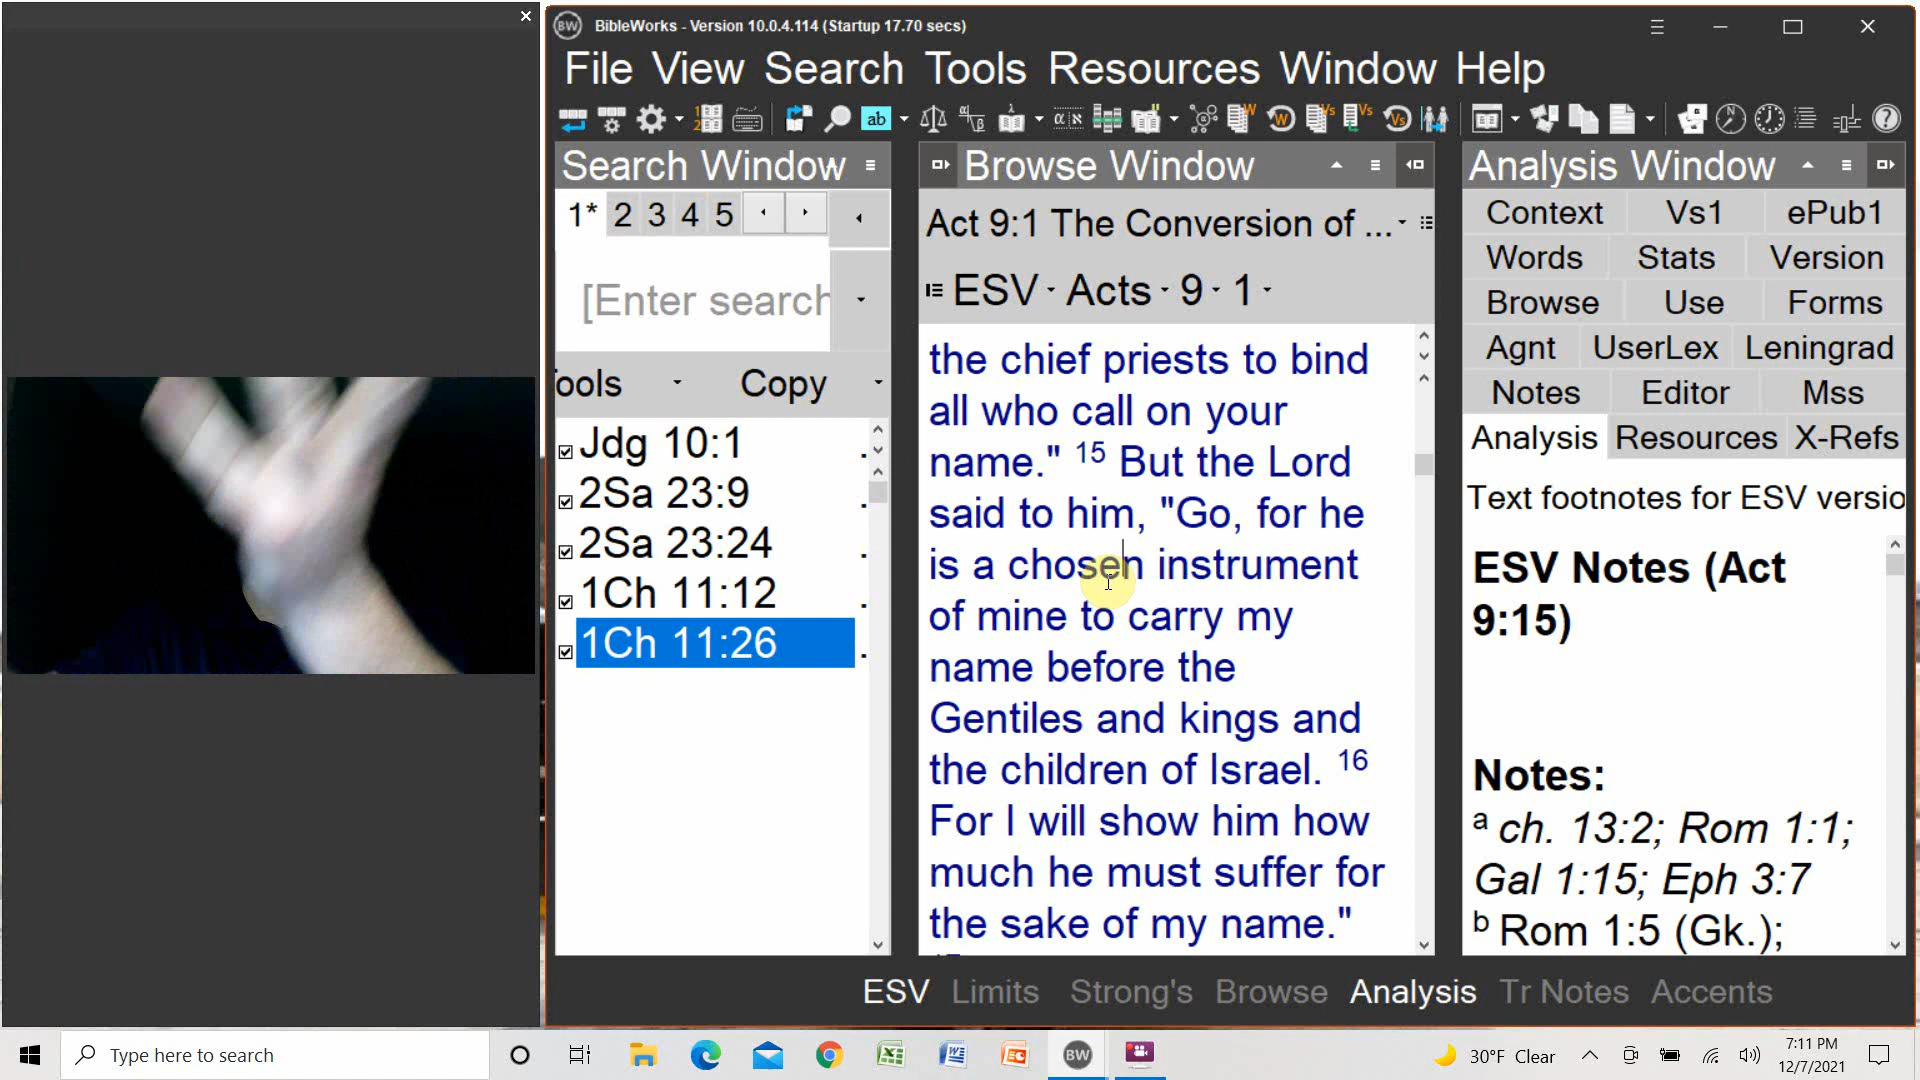 BibleWorks - Version 10.0.4.114 (Startup 17.70 secs)
File View Search Tools Resources Window Help
Search Window
1* 2 3 4 5
[Enter search
ools Copy
Jdg 10:1
2Sa 23:9
2Sa 23:24
1Ch 11:12
1Ch 11:26
Browse Window
Act 9:1 The Conversion of ...
ESV Acts 9 1
the chief priests to bind
all who call on your
name." 15 But the Lord
said to him, "Go, for he
is a chosen instrument
of mine to carry my
name before the
Gentiles and kings and
the children of Israel. 16
For I will show him how
much he must suffer for
the sake of my name."
Analysis Window
Context Vs1 ePub1
Words Stats Version
Browse Use Forms
Agnt UserLex Leningrad
Notes Editor Mss
Analysis Resources X-Refs
Text footnotes for ESV versio
ESV Notes (Act
9:15)
Notes:
a ch. 13:2; Rom 1:1;
Gal 1:15; Eph 3:7
b Rom 1:5 (Gk.);
ESV Limits Strong's Browse Analysis Tr Notes Accents
Type here to search
BW
30°F Clear
7:11 PM
12/7/2021